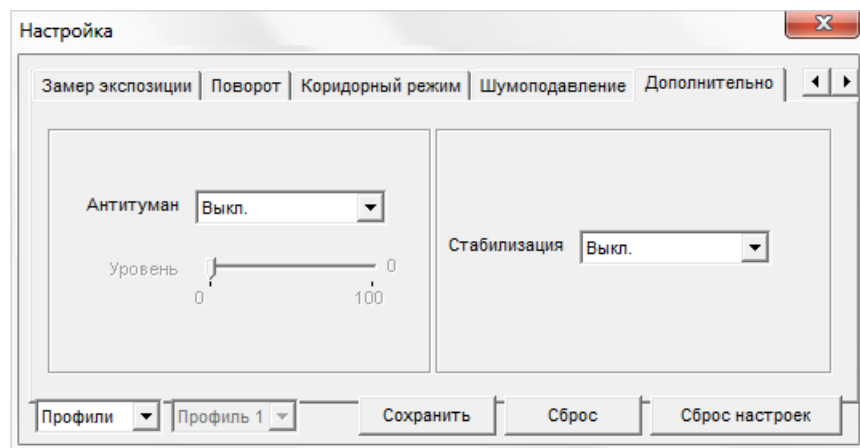 Настройка
Замер экспозиции Поворот Коридорный режим Шумоподавление Дополнительно
Антитуман Выкл.
Стабилизация Выкл.
Уровень 0
0 100
Профили Профиль 1 Сохранить Сброс Сброс настроек